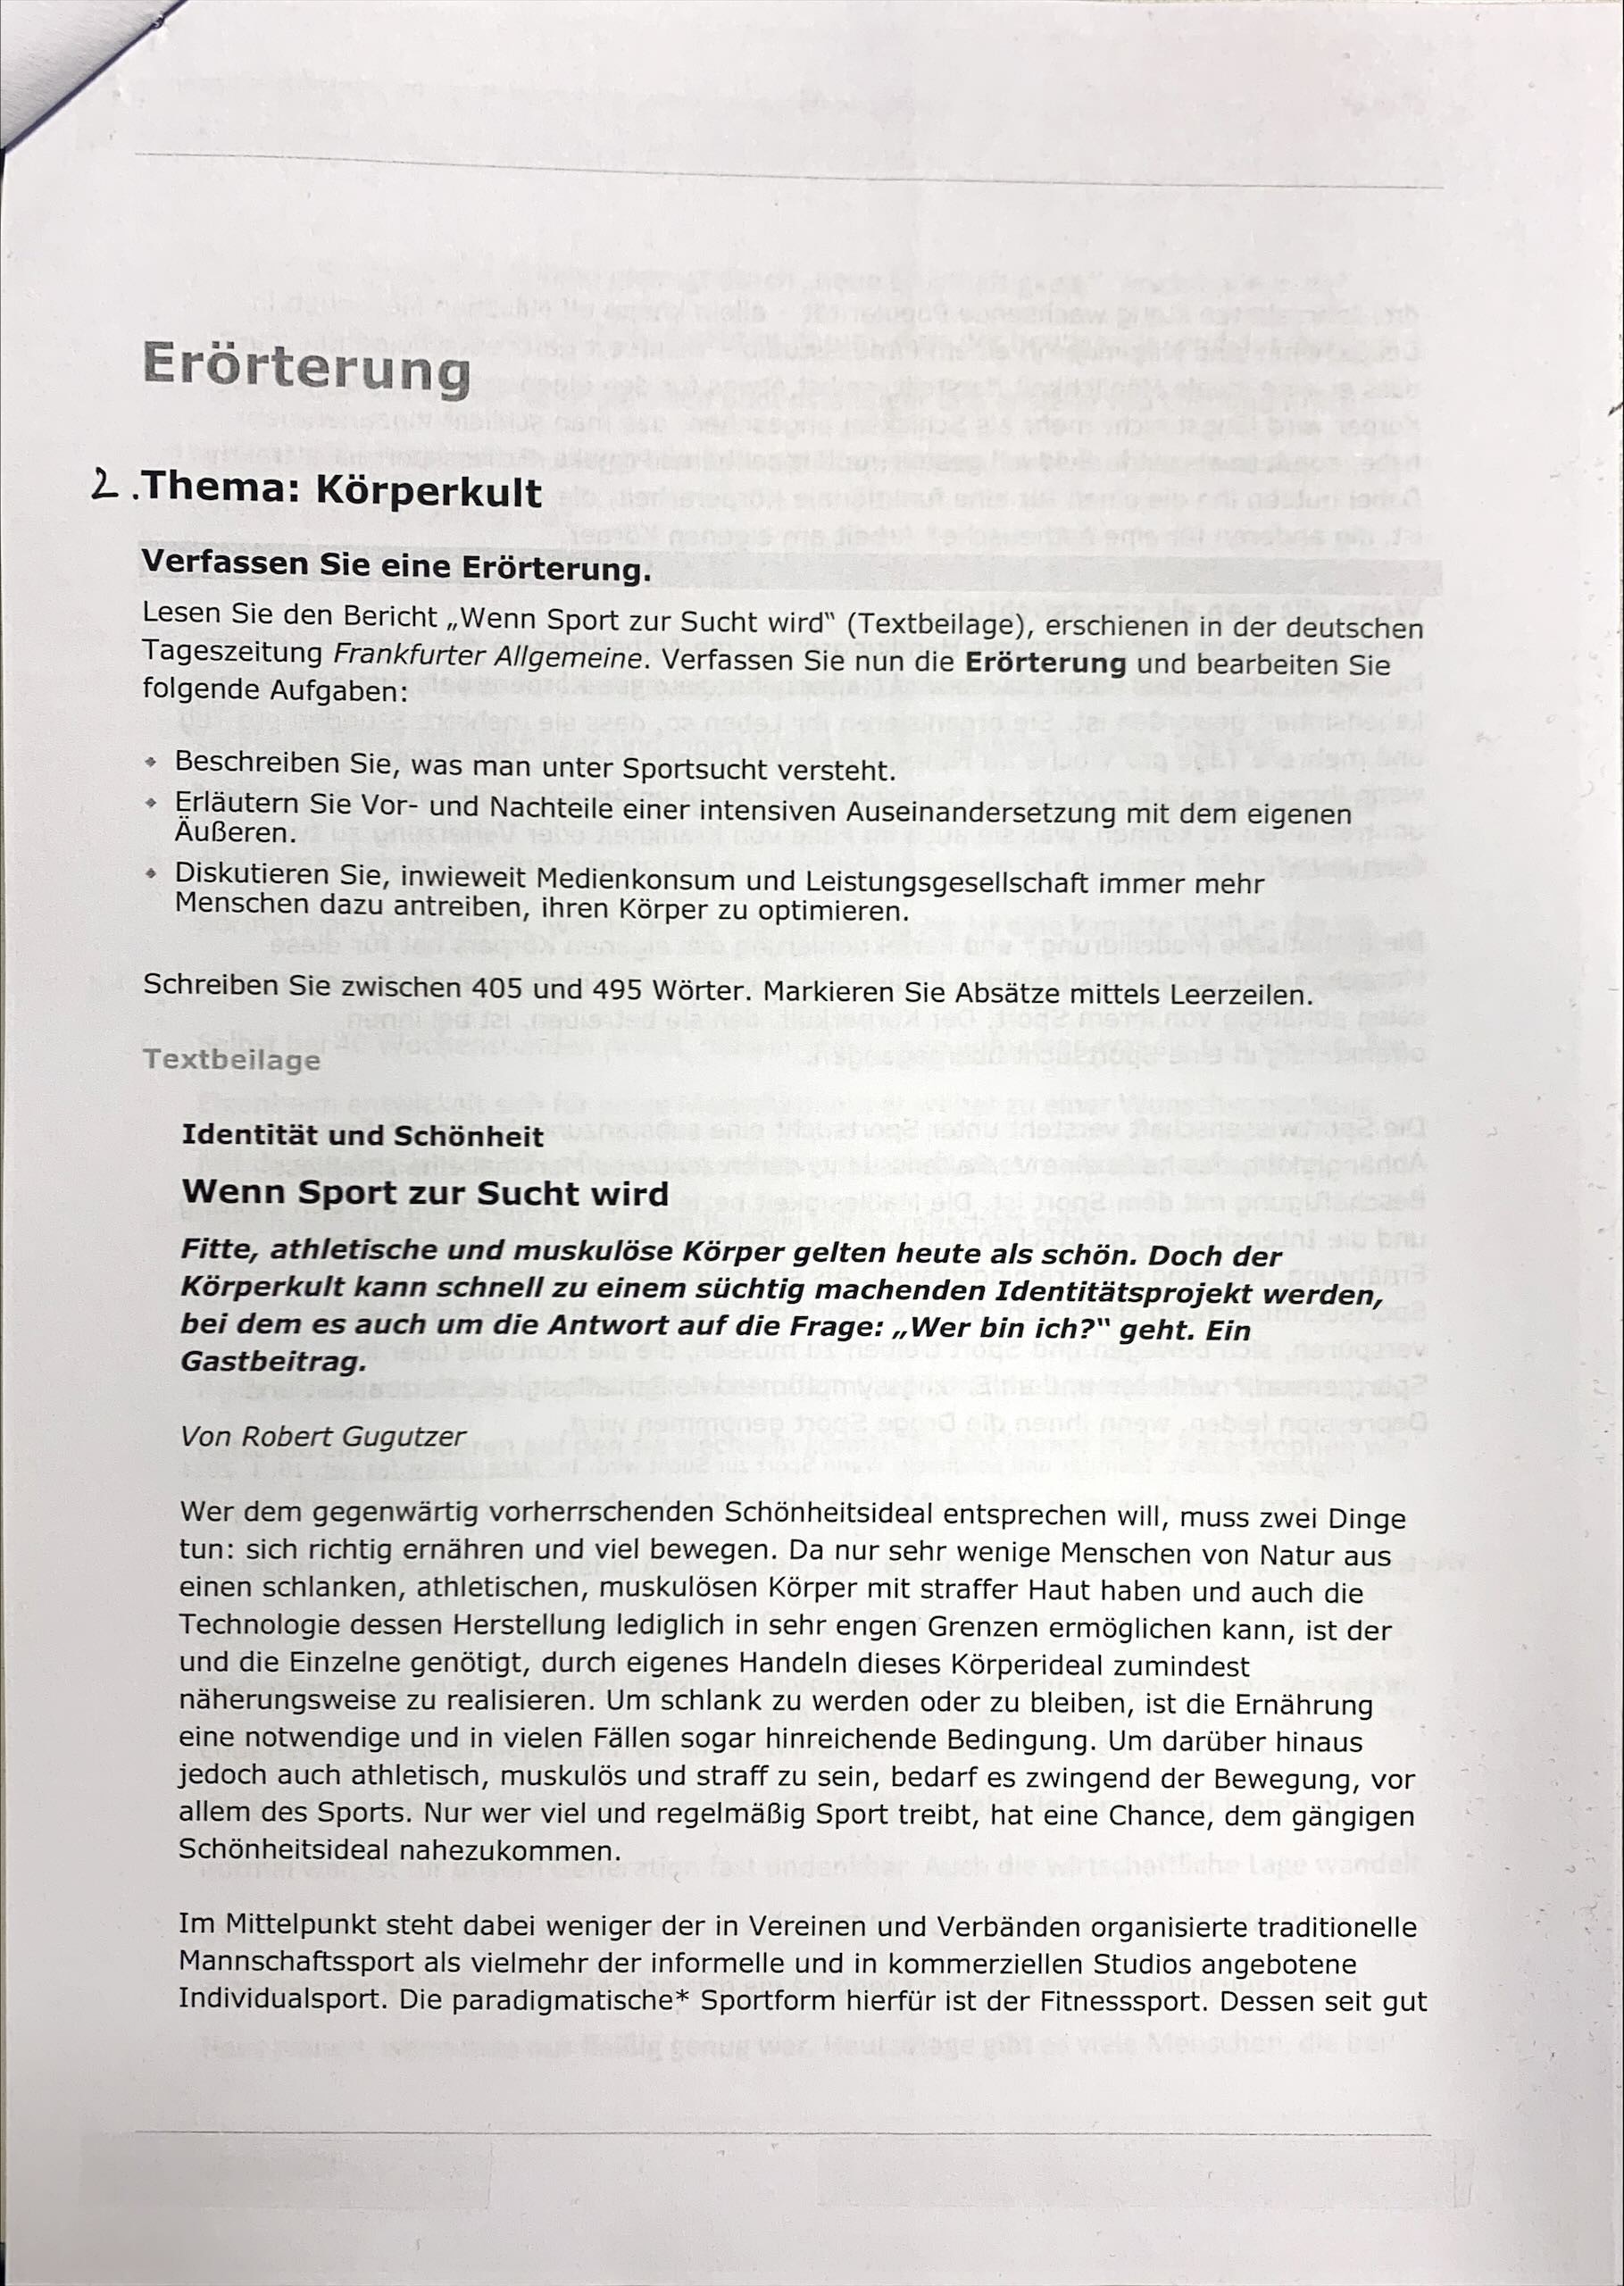 Erörterung
2. Thema: Körperkult
Verfassen Sie eine Erörterung.
Lesen Sie den Bericht „Wenn Sport zur Sucht wird“ (Textbeilage), erschienen in der deutschen
Tageszeitung Frankfurter Allgemeine. Verfassen Sie nun die Erörterung und bearbeiten Sie
folgende Aufgaben:
• Beschreiben Sie, was man unter Sportsucht versteht.
• Erläutern Sie Vor- und Nachteile einer intensiven Auseinandersetzung mit dem eigenen
Äußeren.
• Diskutieren Sie, inwieweit Medienkonsum und Leistungsgesellschaft immer mehr
Menschen dazu antreiben, ihren Körper zu optimieren.
Schreiben Sie zwischen 405 und 495 Wörter. Markieren Sie Absätze mittels Leerzeilen.
Textbeilage
Identität und Schönheit
Wenn Sport zur Sucht wird
Fitte, athletische und muskulöse Körper gelten heute als schön. Doch der
Körperkult kann schnell zu einem süchtig machenden Identitätsprojekt werden,
bei dem es auch um die Antwort auf die Frage: „Wer bin ich?“ geht. Ein
Gastbeitrag.
Von Robert Gugutzer
Wer dem gegenwärtig vorherrschenden Schönheitsideal entsprechen will, muss zwei Dinge
tun: sich richtig ernähren und viel bewegen. Da nur sehr wenige Menschen von Natur aus
einen schlanken, athletischen, muskulösen Körper mit straffer Haut haben und auch die
Technologie dessen Herstellung lediglich in sehr engen Grenzen ermöglichen kann, ist der
und die Einzelne genötigt, durch eigenes Handeln dieses Körperideal zumindest
näherungsweise zu realisieren. Um schlank zu werden oder zu bleiben, ist die Ernährung
eine notwendige und in vielen Fällen sogar hinreichende Bedingung. Um darüber hinaus
jedoch auch athletisch, muskulös und straff zu sein, bedarf es zwingend der Bewegung, vor
allem des Sports. Nur wer viel und regelmäßig Sport treibt, hat eine Chance, dem gängigen
Schönheitsideal nahezukommen.
Im Mittelpunkt steht dabei weniger der in Vereinen und Verbänden organisierte traditionelle
Mannschaftssport als vielmehr der informelle und in kommerziellen Studios angebotene
Individualsport. Die paradigmatische* Sportform hierfür ist der Fitnesssport. Dessen seit gut